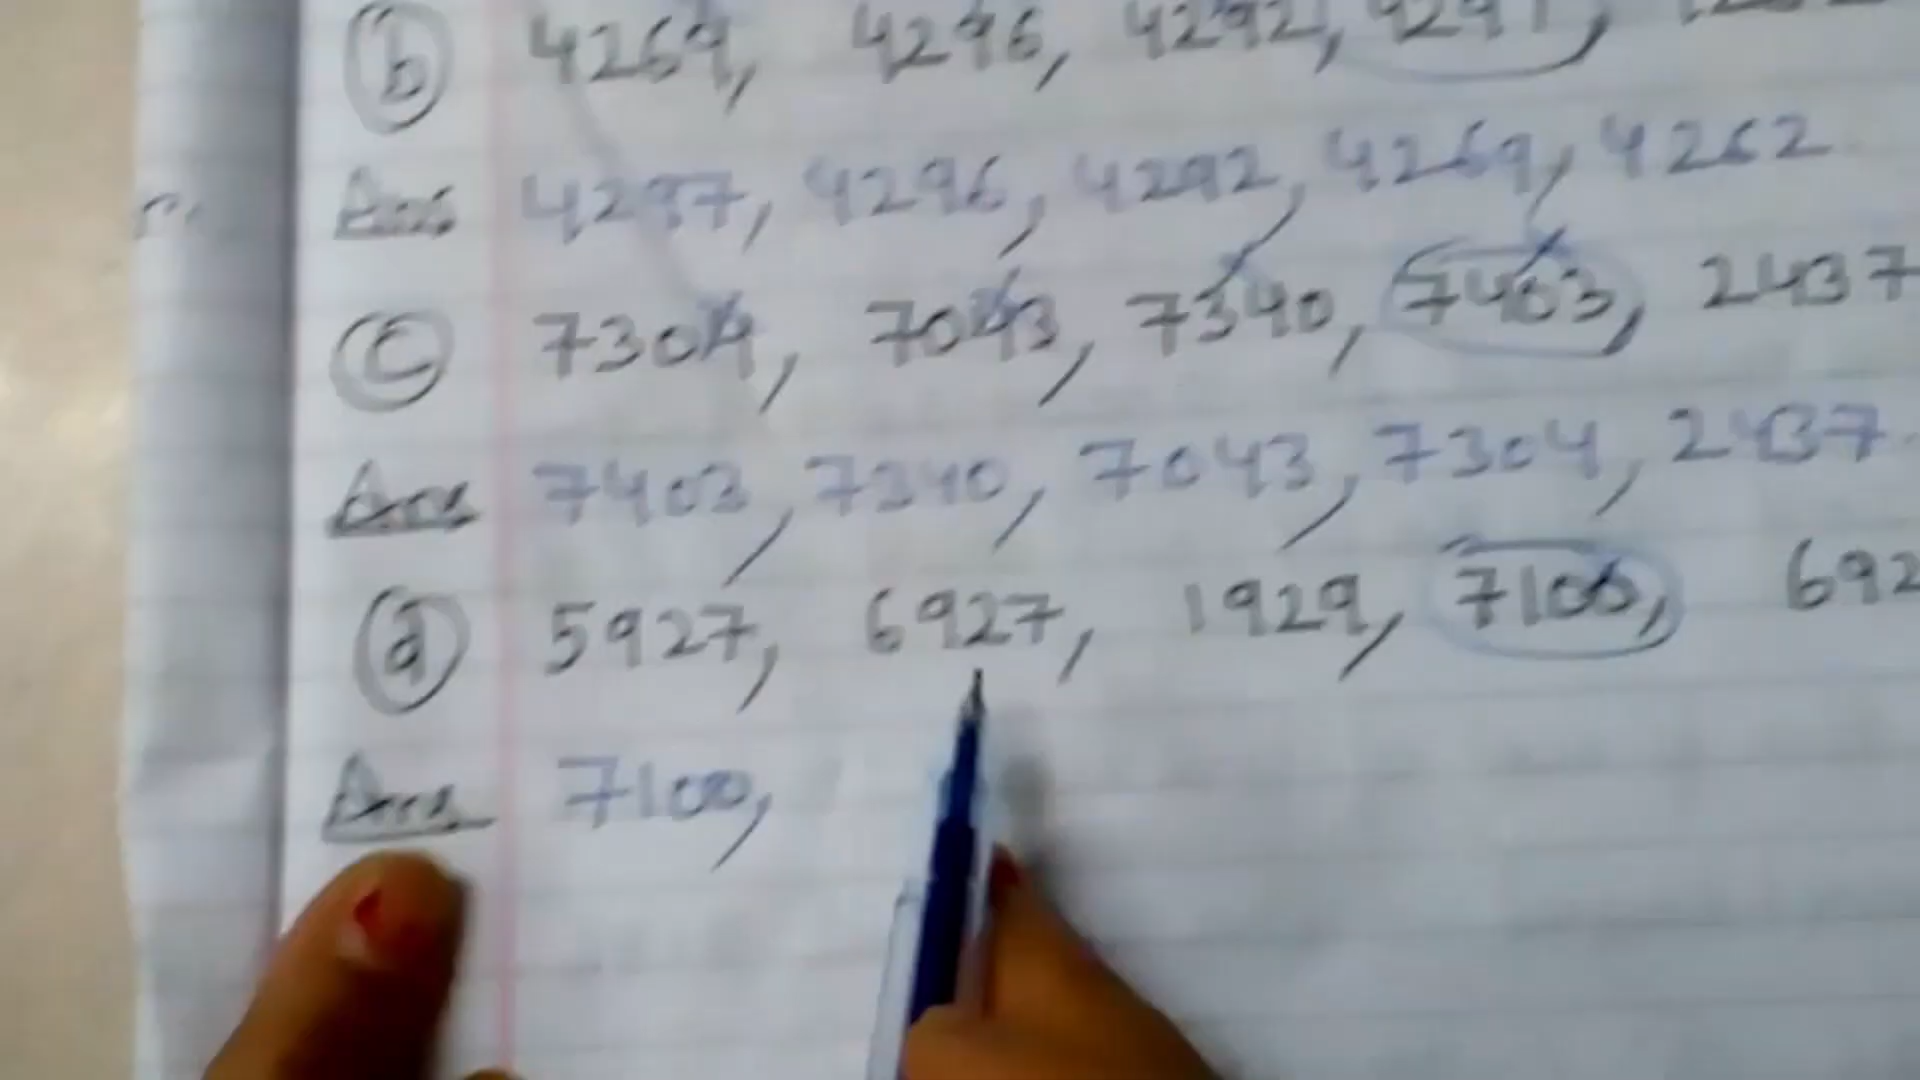 (b) 4269, 4296, 4292, 4297,
Ans 4297, 4296, 4292, 4269, 4262
(c) 7304, 7043, 7340, 7403, 2437
Ans 7403, 7340, 7043, 7304, 2437.
(d) 5927, 6927, 1929, 7100, 692
Ans 7100,